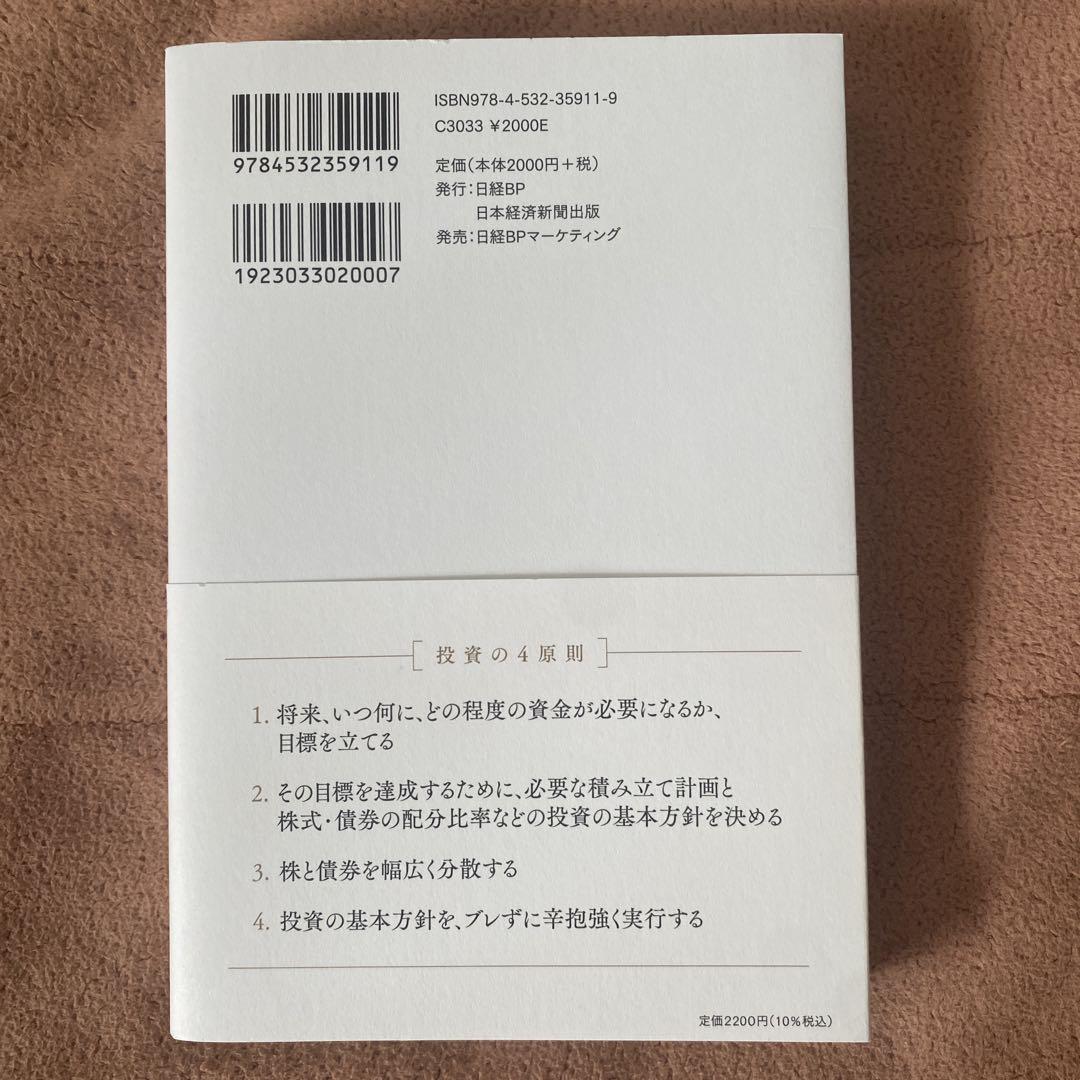 ISBN978-4-532-35911-9
C3033 ¥2000E
9784532359119
定価(本体2000円+税)
発行:日経BP
日本経済新聞出版
発売:日経BPマーケティング
1923033020007
投資の4原則
1. 将来、いつ何に、どの程度の資金が必要になるか、
目標を立てる
2. その目標を達成するために、必要な積み立て計画と
株式・債券の配分比率などの投資の基本方針を決める
3. 株と債券を幅広く分散する
4. 投資の基本方針を、ブレずに辛抱強く実行する
定価2200円(10%税込)